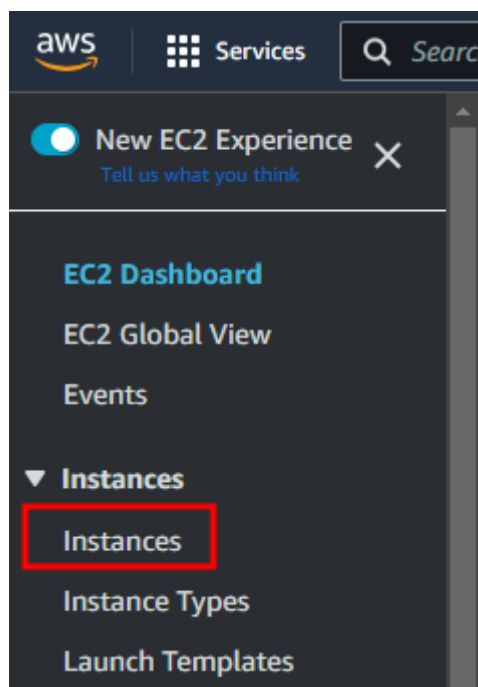 aws Services Searc
New EC2 Experience
Tell us what you think
EC2 Dashboard
EC2 Global View
Events
Instances
Instances
Instance Types
Launch Templates